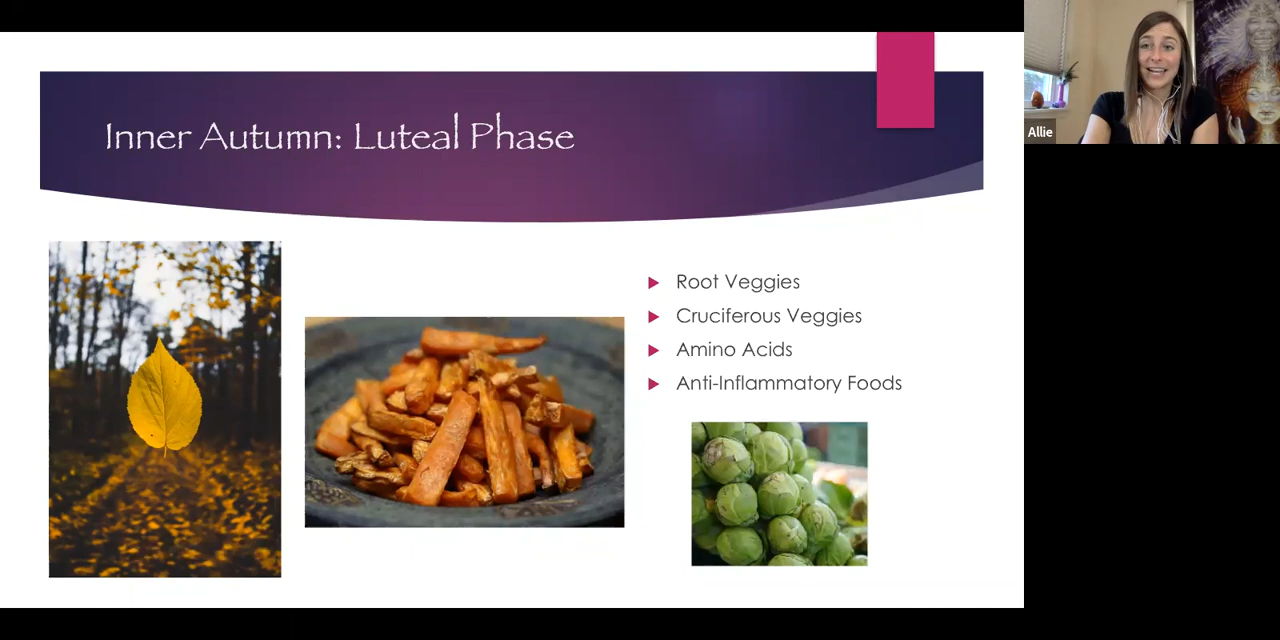 Inner Autumn: Luteal Phase
Root Veggies
Cruciferous Veggies
Amino Acids
Anti-Inflammatory Foods
Allie